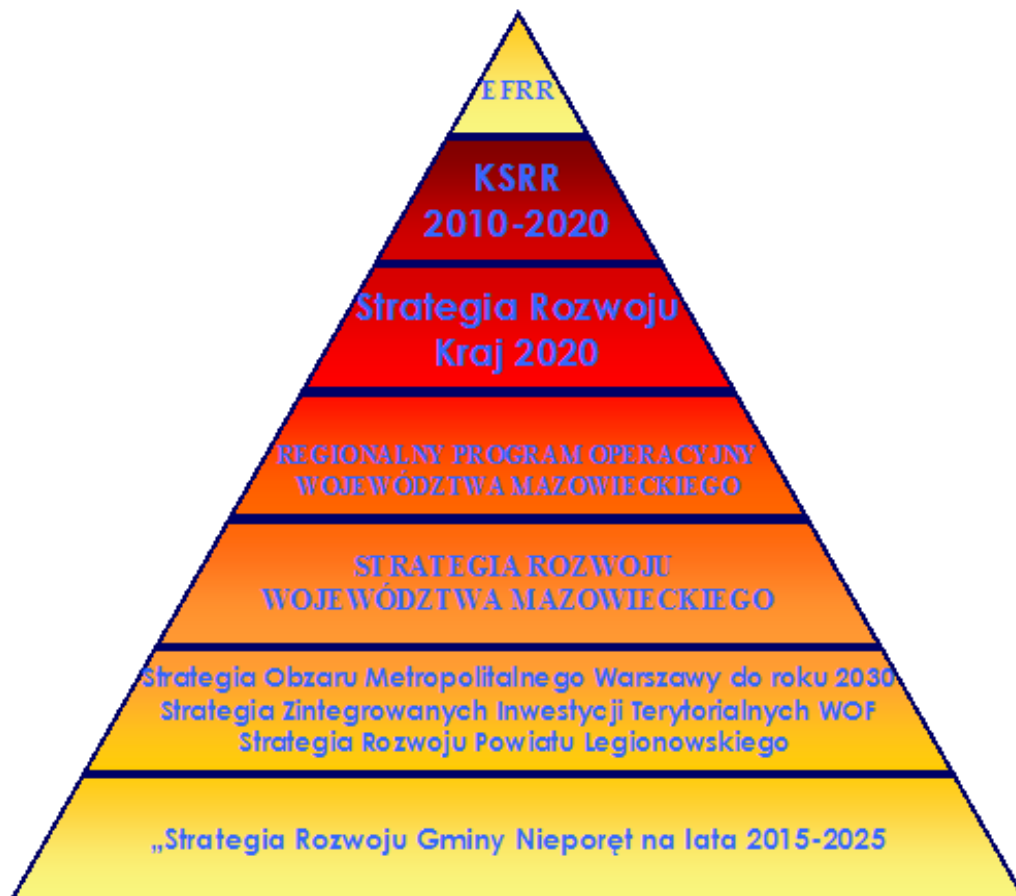 EFRR
KSRR
2010-2020
Strategia Rozwoju
Kraj 2020
REGIONALNY PROGRAM OPERACYJNY
WOJEWÓDZTWA MAZOWIECKIEGO
STRATEGIA ROZWOJU
WOJEWÓDZTWA MAZOWIECKIEGO
Strategia Obzaru Metropolitalnego Warszawy do roku 2030
Strategia Zintegrowanych Inwestycji Terytorialnych WOF
Strategia Rozwoju Powiatu Legionowskiego
„Strategia Rozwoju Gminy Nieporęt na lata 2015-2025